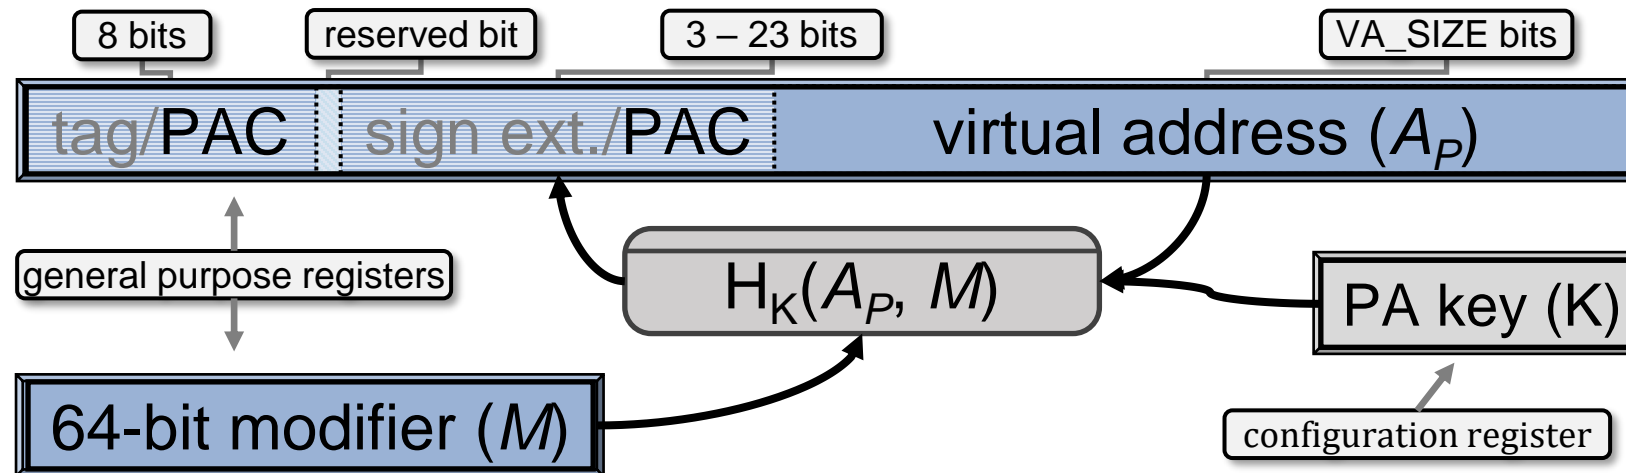 8 bits
reserved bit
3 – 23 bits
VA_SIZE bits
tag/PAC
sign ext./PAC
virtual address (A_P)
general purpose registers
H_K(A_P, M)
PA key (K)
64-bit modifier (M)
configuration register